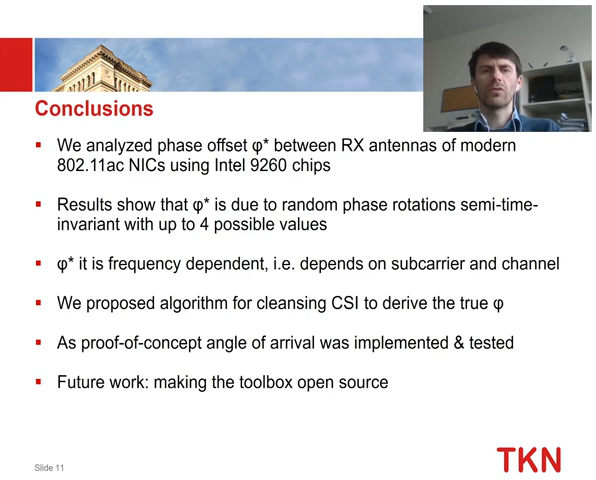 Conclusions
▪ We analyzed phase offset φ* between RX antennas of modern
802.11ac NICs using Intel 9260 chips
▪ Results show that φ* is due to random phase rotations semi-time-
invariant with up to 4 possible values
▪ φ* it is frequency dependent, i.e. depends on subcarrier and channel
▪ We proposed algorithm for cleansing CSI to derive the true φ
▪ As proof-of-concept angle of arrival was implemented & tested
▪ Future work: making the toolbox open source
Slide 11
TKN